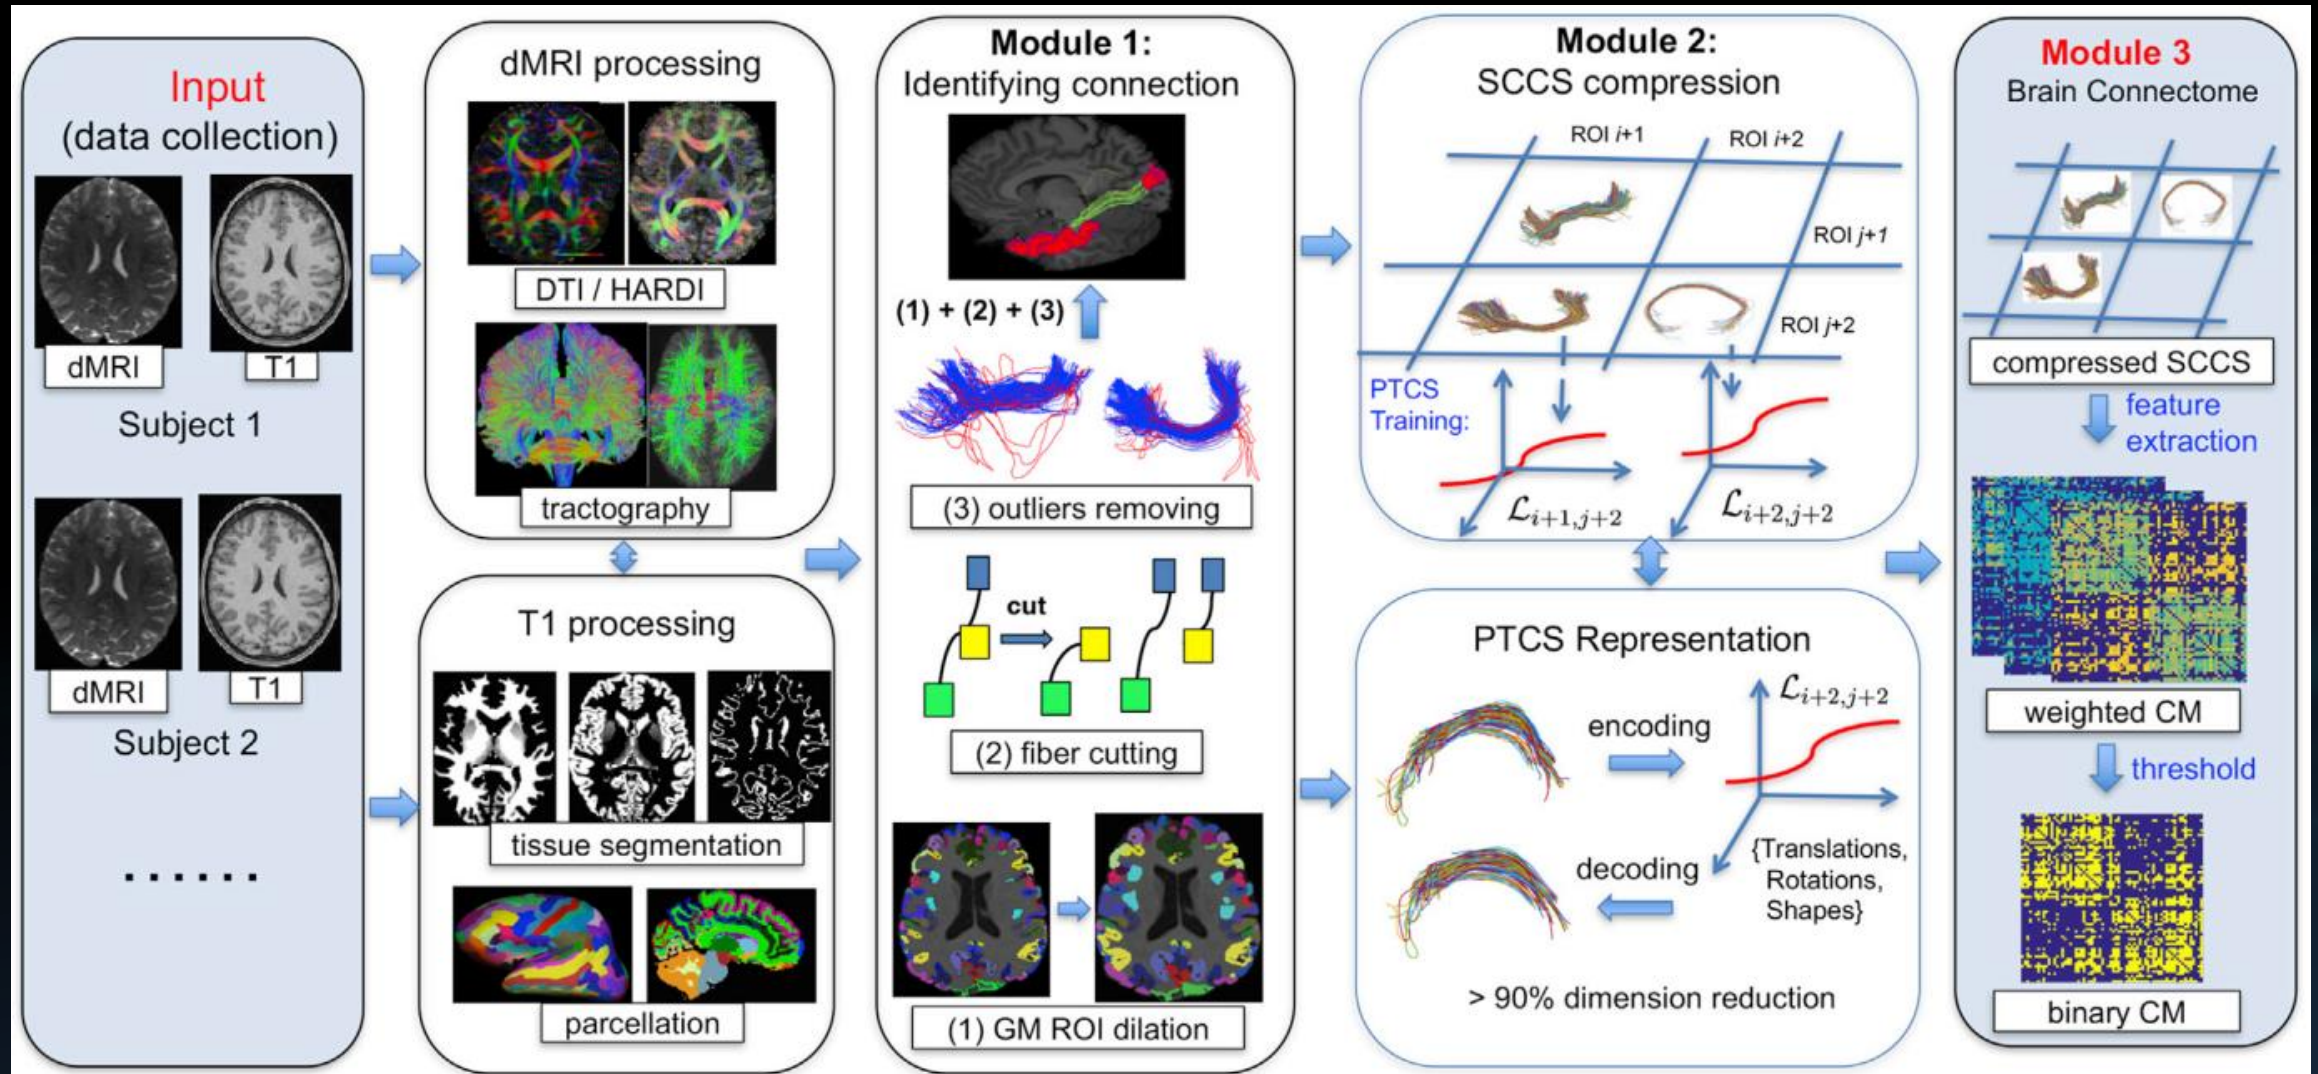 Input
(data collection)
dMRI
T1
Subject 1
dMRI
T1
Subject 2
......
dMRI processing
DTI / HARDI
tractography
T1 processing
tissue segmentation
parcellation
Module 1:
Identifying connection
(1) + (2) + (3)
(3) outliers removing
cut
(2) fiber cutting
(1) GM ROI dilation
Module 2:
SCCS compression
ROI i+1
ROI i+2
ROI j+1
ROI j+2
PTCS
Training:
ℒi+1,j+2
ℒi+2,j+2
PTCS Representation
encoding
ℒi+2,j+2
decoding
{Translations,
Rotations,
Shapes}
> 90% dimension reduction
Module 3
Brain Connectome
compressed SCCS
feature
extraction
weighted CM
threshold
binary CM